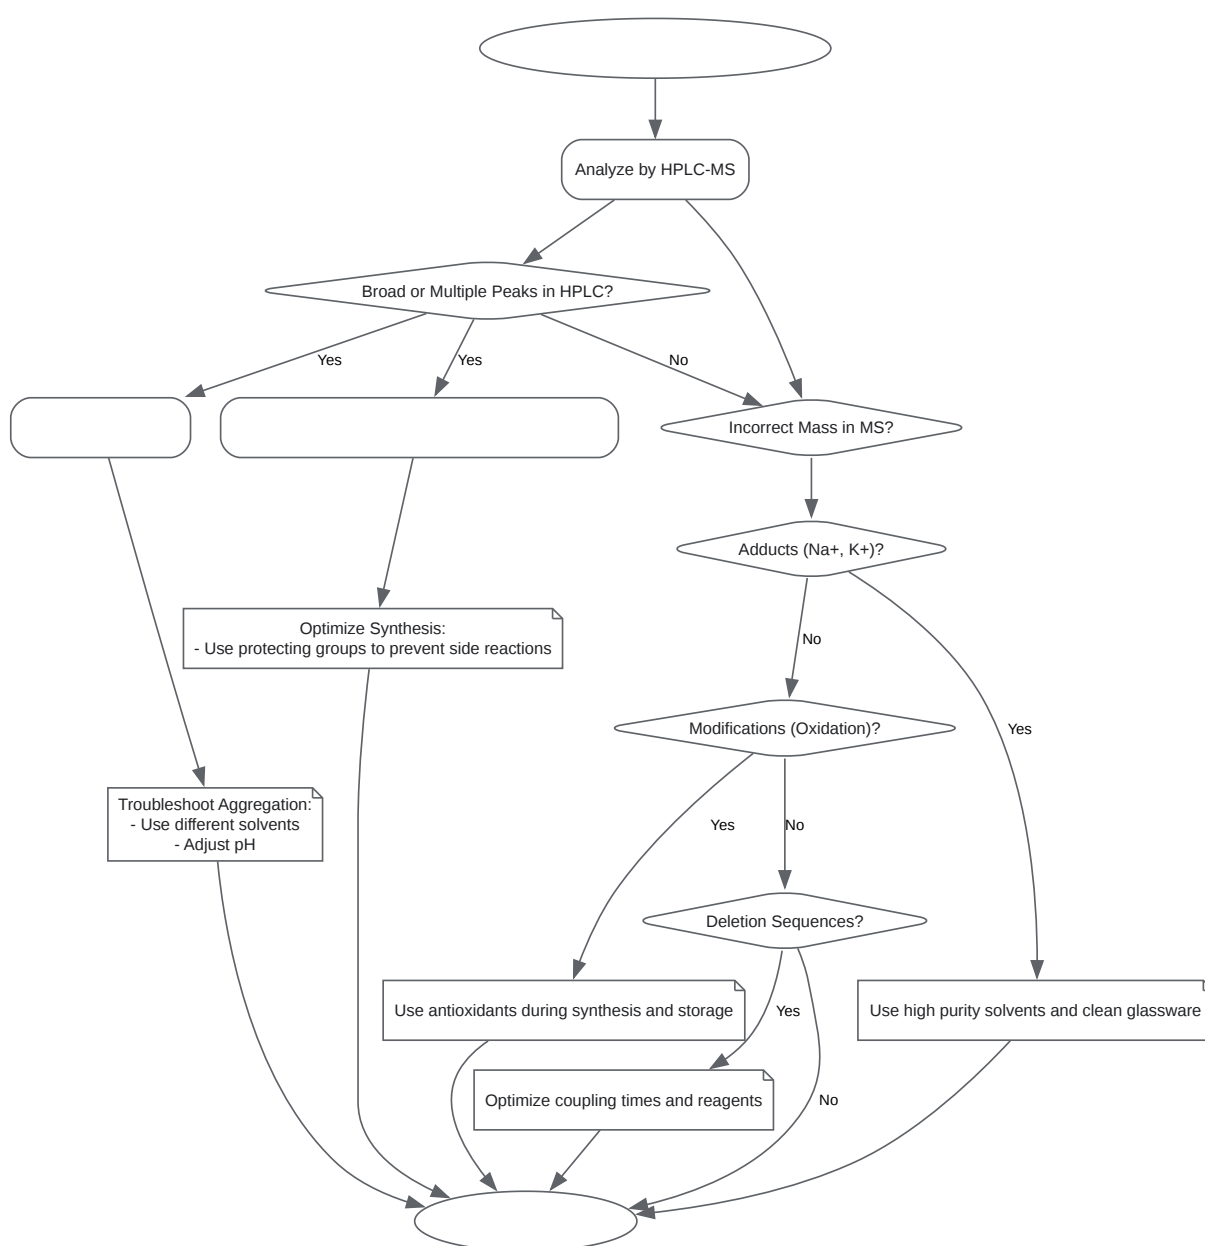 Analyze by HPLC-MS
Broad or Multiple Peaks in HPLC?
Yes
Yes
No
Incorrect Mass in MS?
Adducts (Na+, K+)?
Optimize Synthesis:
- Use protecting groups to prevent side reactions
No
Modifications (Oxidation)?
Yes
Troubleshoot Aggregation:
- Use different solvents
- Adjust pH
Yes
No
Deletion Sequences?
Use antioxidants during synthesis and storage
Yes
Use high purity solvents and clean glassware
Optimize coupling times and reagents
No